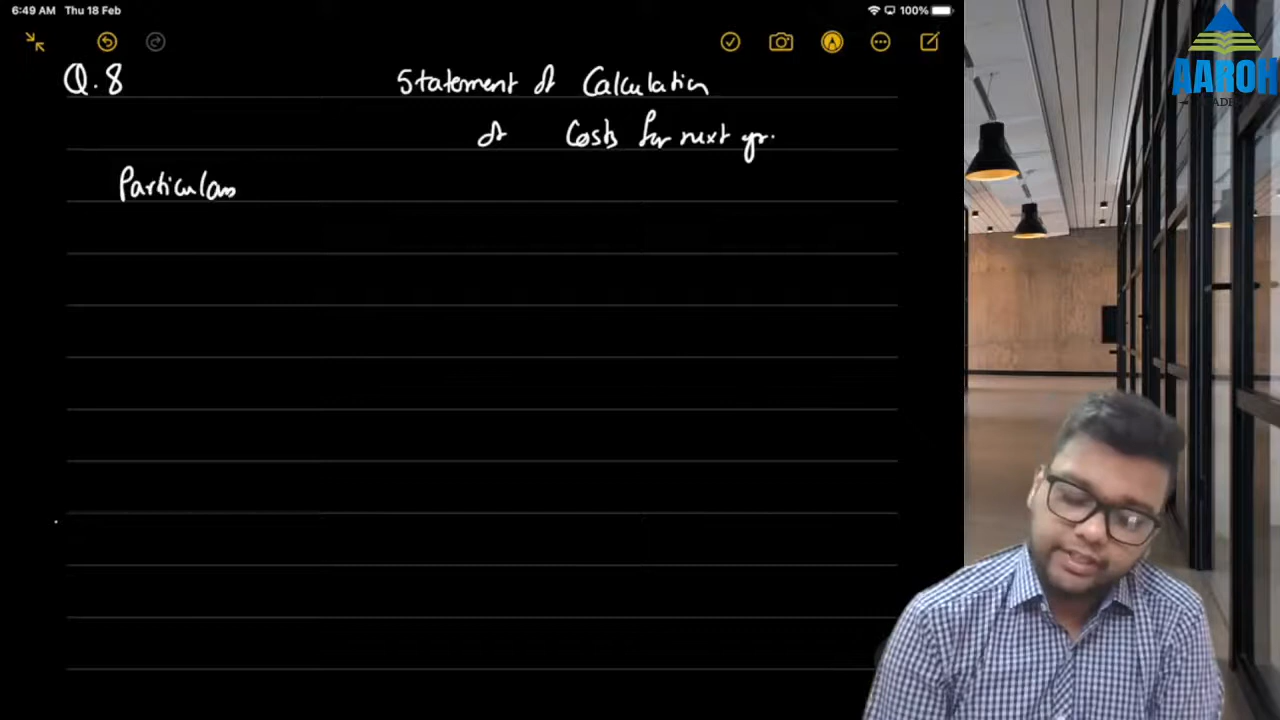 6:49 AM Thu 18 Feb
100%
Q.8 Statement of Calculation
of Costs for next yr.
Particulars
AAROH